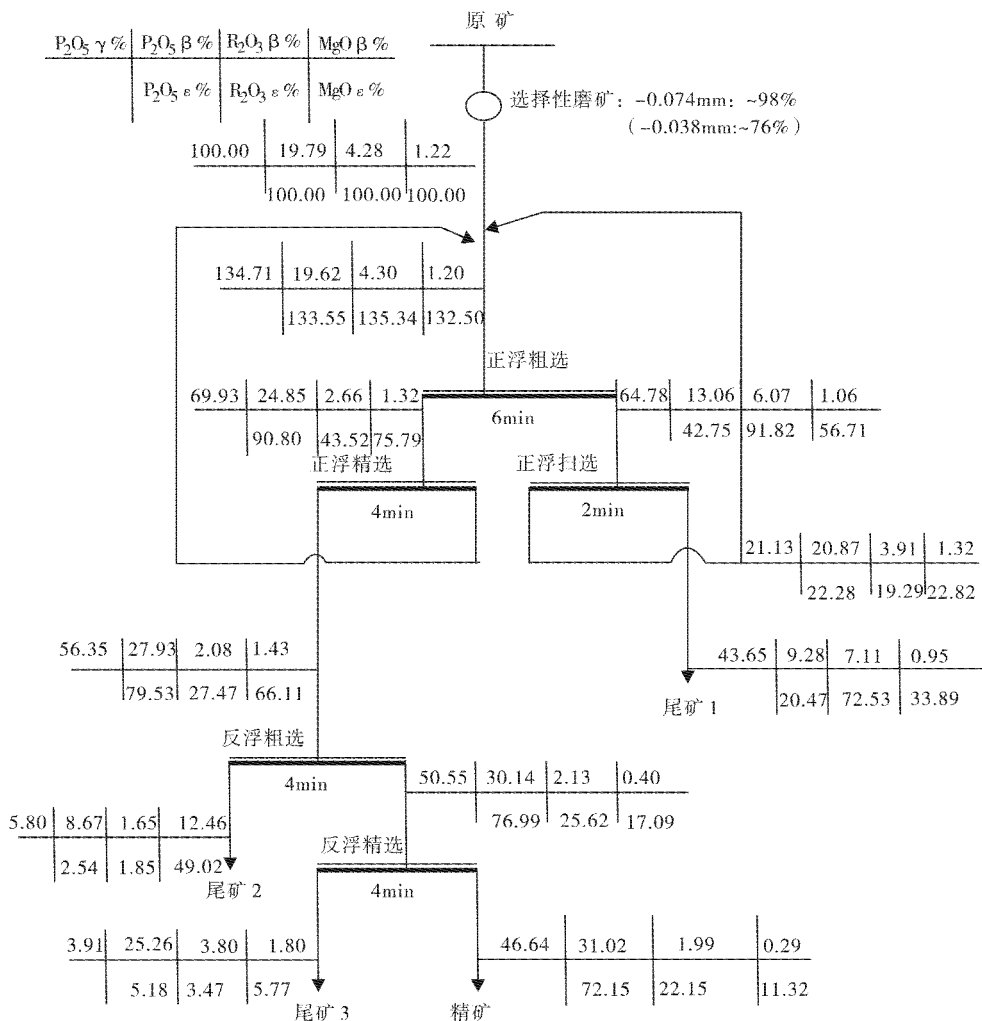 原 矿
P₂O₅ γ % P₂O₅ β % R₂O₃ β % MgO β %
P₂O₅ ε % R₂O₃ ε % MgO ε %
选择性磨矿：-0.074mm: ~98%
(-0.038mm:~76%)
100.00 19.79 4.28 1.22
100.00 100.00 100.00
134.71 19.62 4.30 1.20
133.55 135.34 132.50
正浮粗选
6min
69.93 24.85 2.66 1.32
90.80 43.52 75.79
64.78 13.06 6.07 1.06
42.75 91.82 56.71
正浮精选
4min
正浮扫选
2min
21.13 20.87 3.91 1.32
22.28 19.29 22.82
56.35 27.93 2.08 1.43
79.53 27.47 66.11
43.65 9.28 7.11 0.95
20.47 72.53 33.89
尾矿 1
反浮粗选
4min
50.55 30.14 2.13 0.40
76.99 25.62 17.09
5.80 8.67 1.65 12.46
2.54 1.85 49.02
尾矿 2
反浮精选
4min
3.91 25.26 3.80 1.80
5.18 3.47 5.77
尾矿 3
46.64 31.02 1.99 0.29
72.15 22.15 11.32
精矿